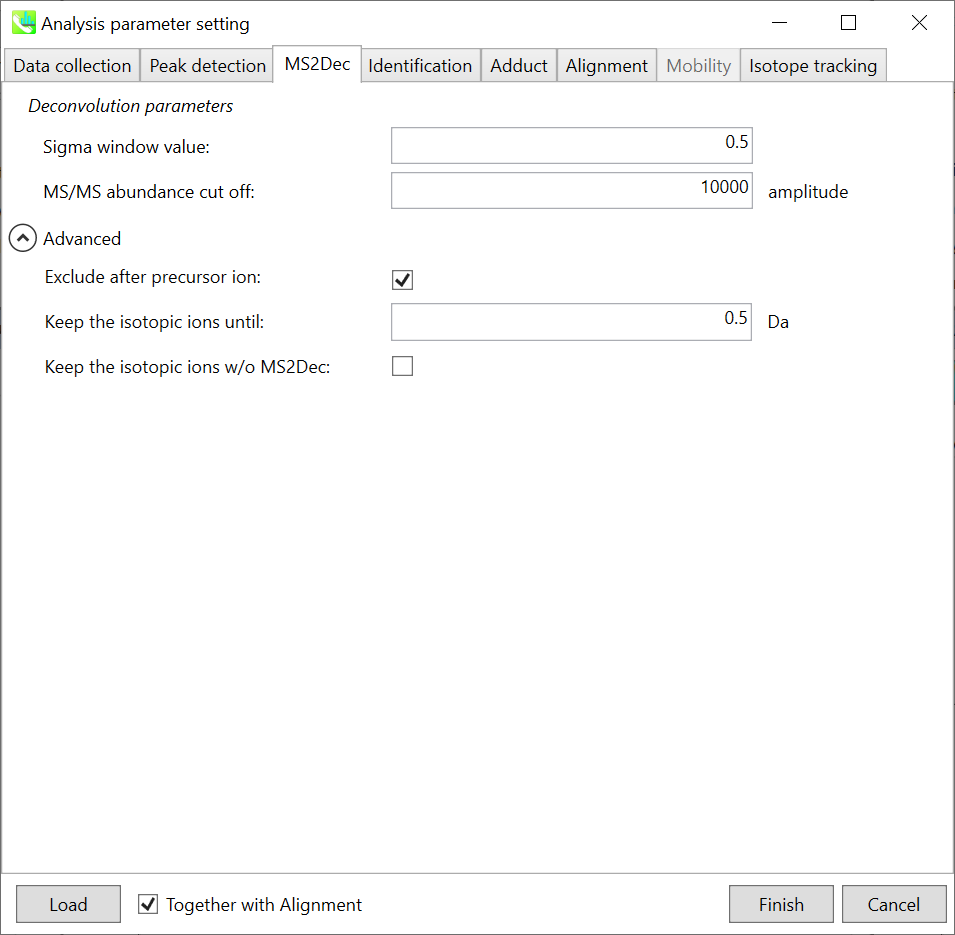 Analysis parameter setting
Data collection Peak detection MS2Dec Identification Adduct Alignment Mobility Isotope tracking
Deconvolution parameters
Sigma window value: 0.5
MS/MS abundance cut off: 10000 amplitude
Advanced
Exclude after precursor ion:
Keep the isotopic ions until: 0.5 Da
Keep the isotopic ions w/o MS2Dec:
Load Together with Alignment Finish Cancel